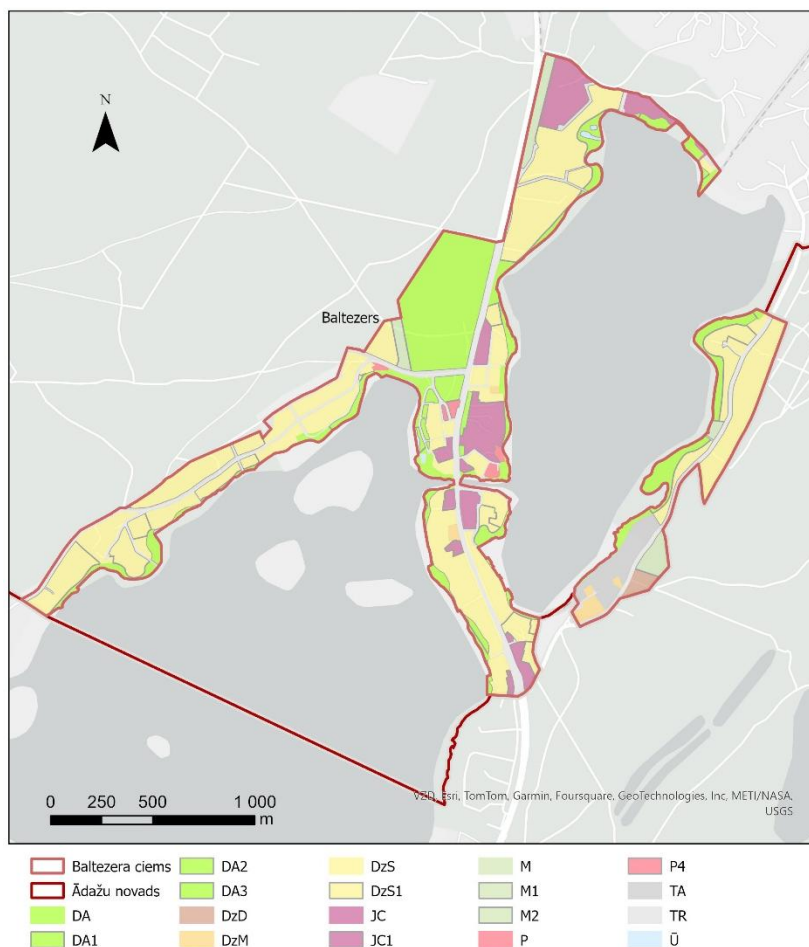 N
Baltezers
0 250 500 1 000
m
VZD, Esri, TomTom, Garmin, Foursquare, GeoTechnologies, Inc, METI/NASA,
USGS
Baltezera ciems
Ādažu novads
DA
DA1
DA2
DA3
DzD
DzM
DzS
DzS1
JC
JC1
M
M1
M2
P
P4
TA
TR
Ū